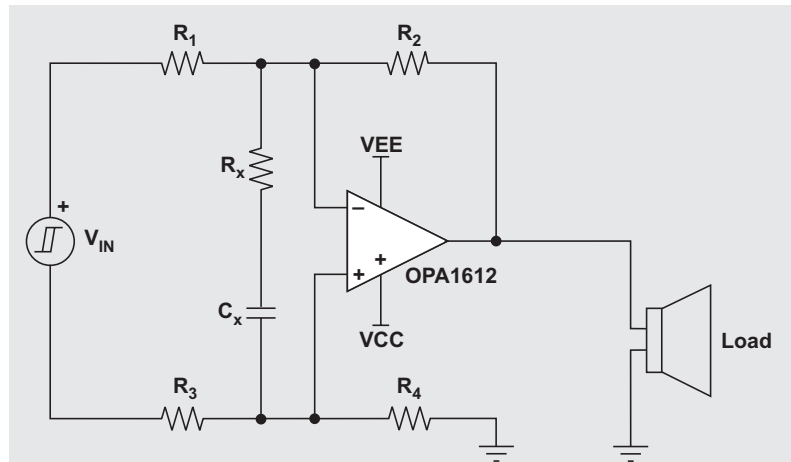 R1
R2
VEE
Rx
−
+
VIN
OPA1612
+
+
Cx
VCC
Load
R3
R4